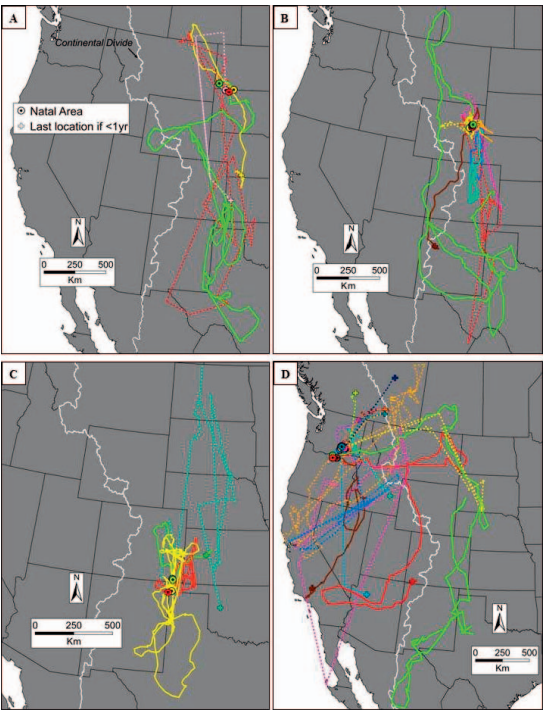 A
Continental Divide
Natal Area
Last location if <1yr
N
0 250 500
Km
B
N
0 250 500
Km
C
N
0 250 500
Km
D
N
0 250 500
Km